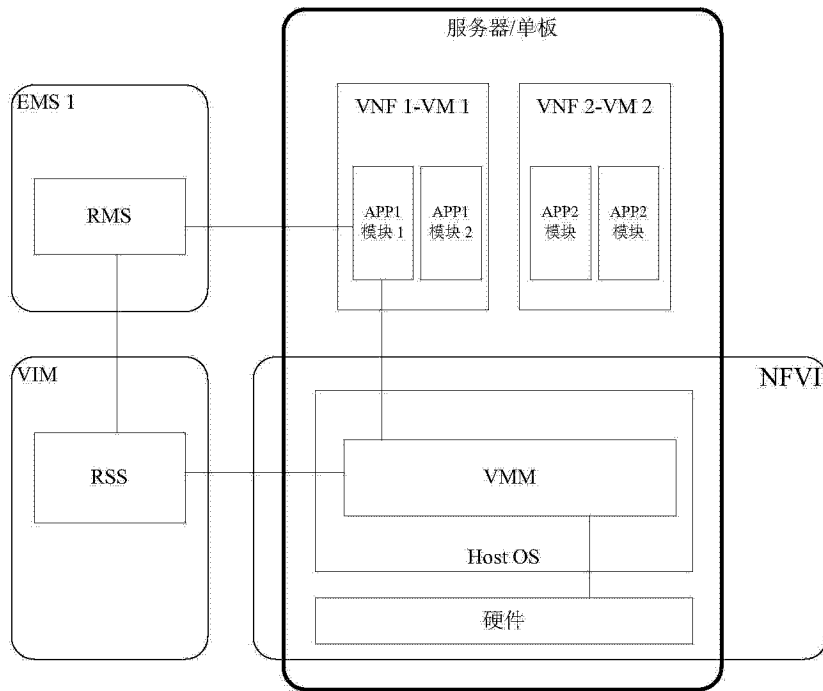 服务器/单板
EMS 1
VNF 1-VM 1
VNF 2-VM 2
RMS
APP1
模块 1
APP1
模块 2
APP2
模块
APP2
模块
VIM
NFVI
RSS
VMM
Host OS
硬件